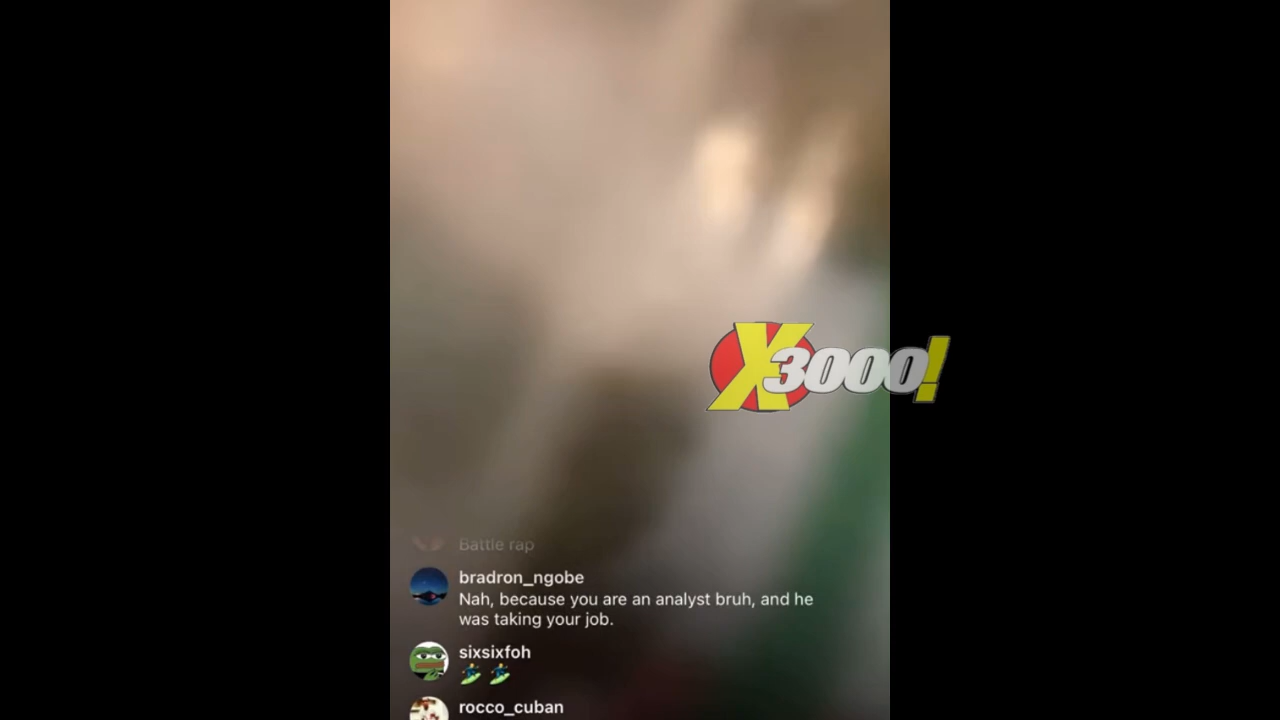 X3000!
Battle rap
bradron_ngobe
Nah, because you are an analyst bruh, and he
was taking your job.
sixsixfoh
🏄‍♂️ 🏄‍♂️
rocco_cuban